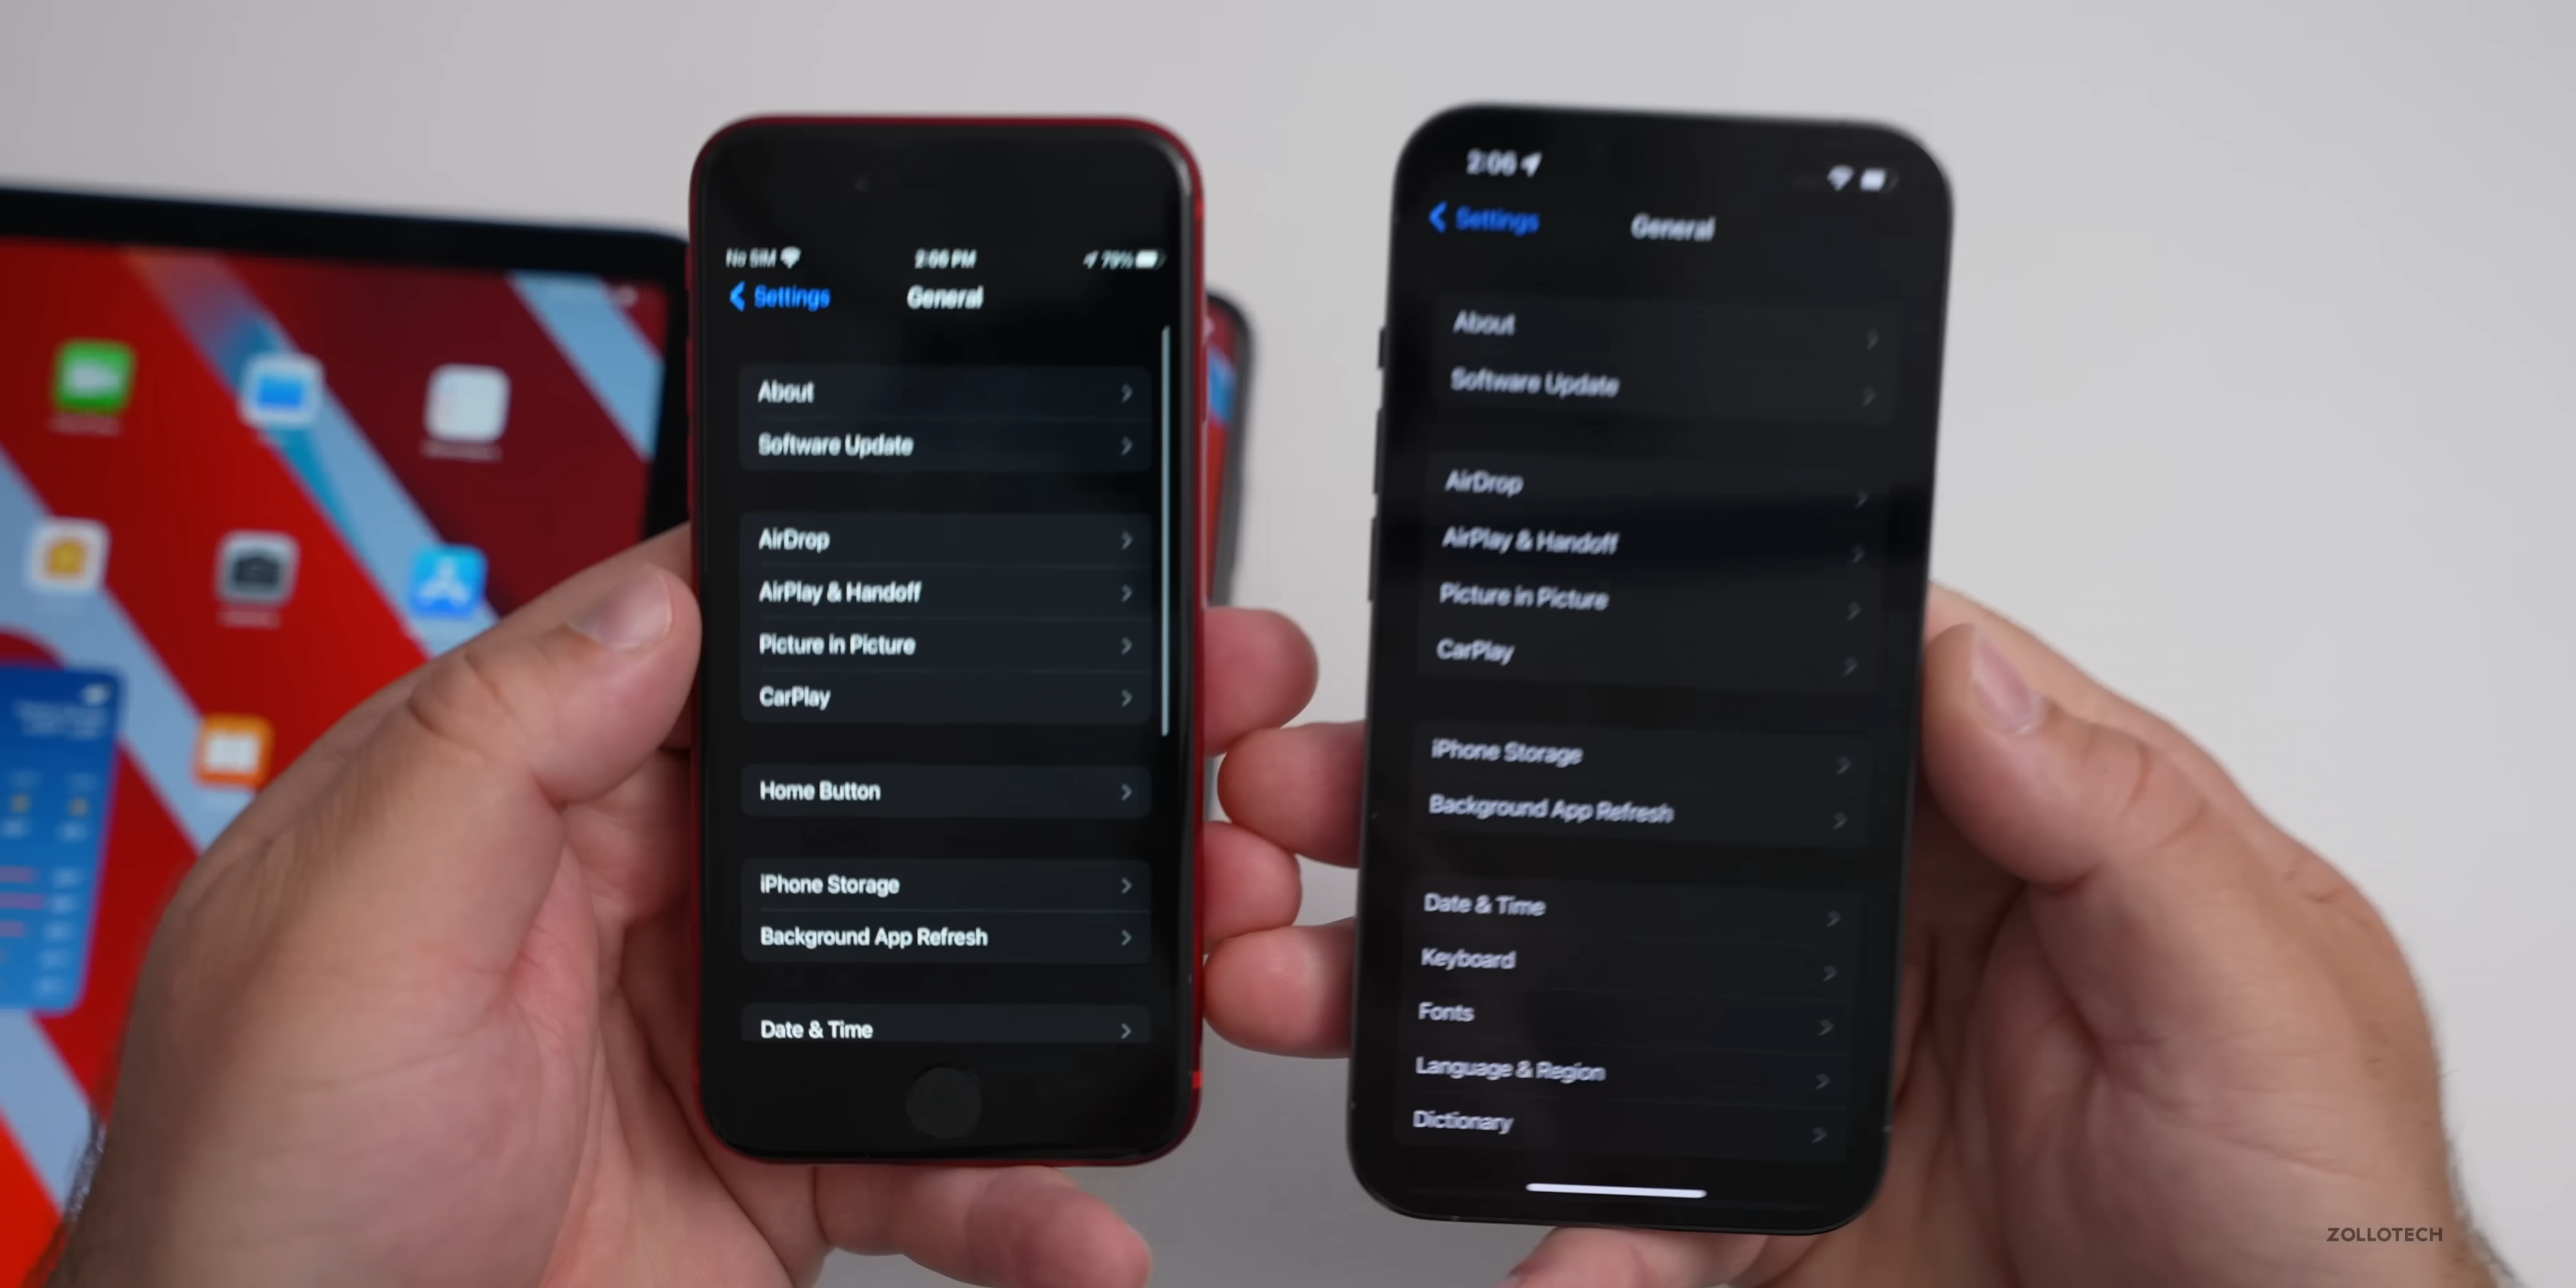 No SIM
2:06 PM
79%
Settings
General
About
Software Update
AirDrop
AirPlay & Handoff
Picture in Picture
CarPlay
Home Button
iPhone Storage
Background App Refresh
Date & Time
2:06
Settings
General
About
Software Update
AirDrop
AirPlay & Handoff
Picture in Picture
CarPlay
iPhone Storage
Background App Refresh
Date & Time
Keyboard
Fonts
Language & Region
Dictionary
ZOLLOTECH